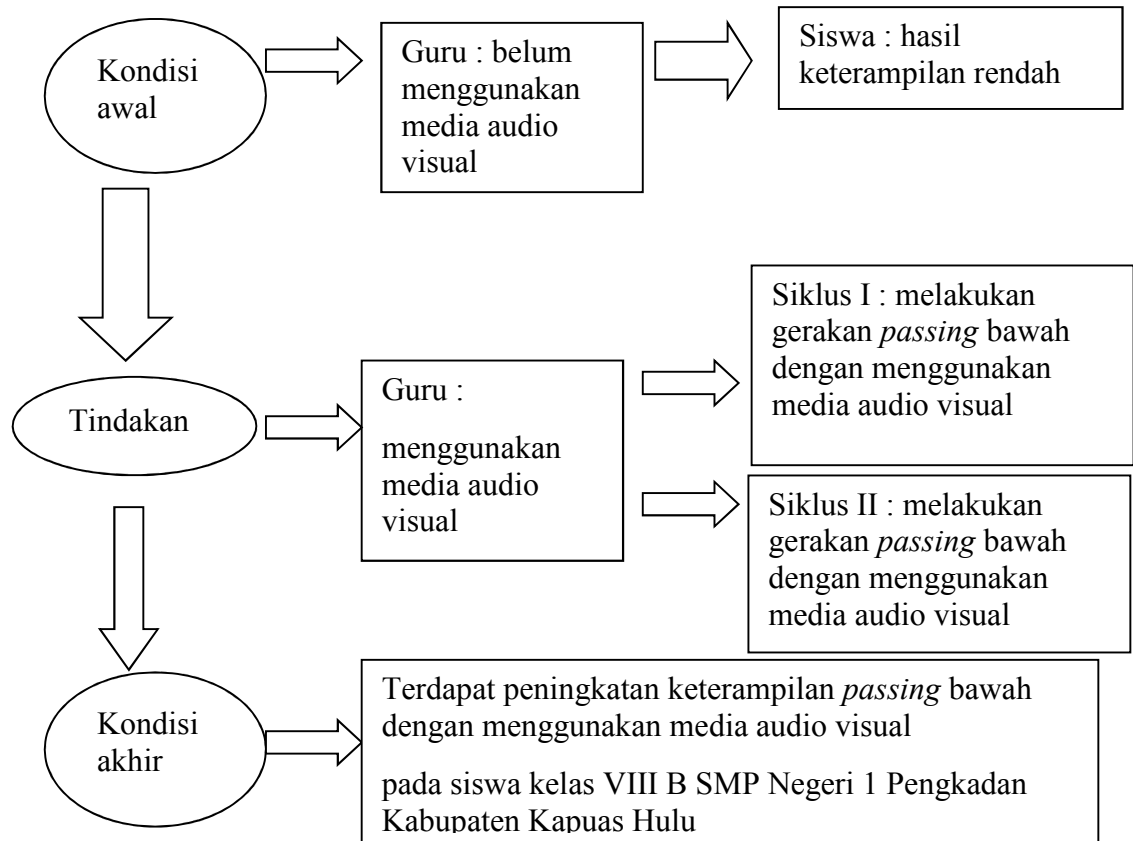 Kondisi
awal
Guru : belum
menggunakan
media audio
visual
Siswa : hasil
keterampilan rendah
Tindakan
Guru :
menggunakan
media audio
visual
Siklus I : melakukan
gerakan passing bawah
dengan menggunakan
media audio visual
Siklus II : melakukan
gerakan passing bawah
dengan menggunakan
media audio visual
Kondisi
akhir
Terdapat peningkatan keterampilan passing bawah
dengan menggunakan media audio visual
pada siswa kelas VIII B SMP Negeri 1 Pengkadan
Kabupaten Kapuas Hulu